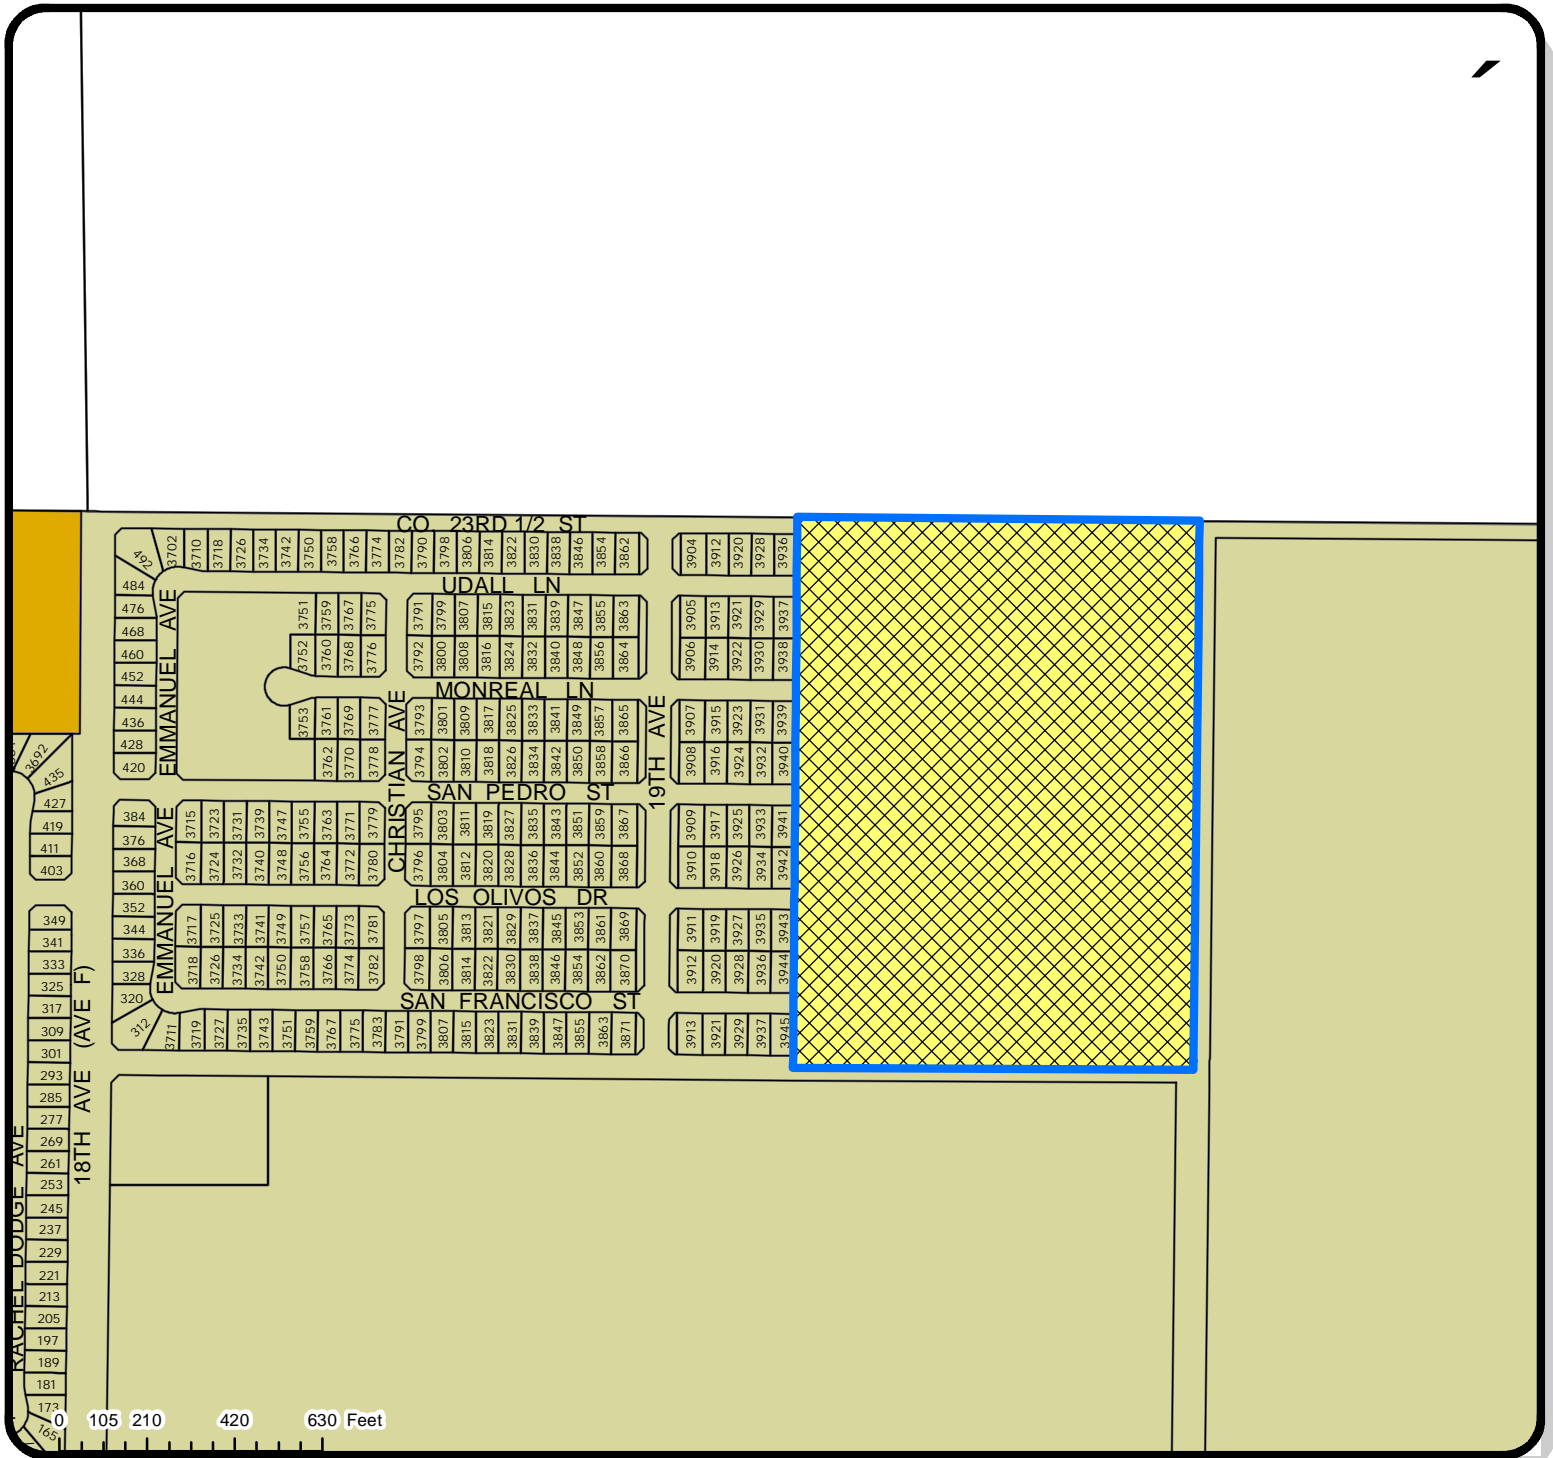 CO. 23RD 1/2 ST
492 3702 3710 3718 3726 3734 3742 3750 3758 3766 3774 3782 3790 3798 3806 3814 3822 3830 3838 3846 3854 3862 3904 3912 3920 3928 3936
UDALL LN
484
476
468
460
452
444
436
428
420
EMMANUEL AVE
3751 3759 3767 3775 3791 3799 3807 3815 3823 3831 3839 3847 3855 3863 3905 3913 3921 3929 3937
3752 3760 3768 3776 3792 3800 3808 3816 3824 3832 3840 3848 3856 3864 3906 3914 3922 3930 3938
MONREAL LN
CHRISTIAN AVE
19TH AVE
3753 3761 3769 3777 3793 3801 3809 3817 3825 3833 3841 3849 3857 3865 3907 3915 3923 3931 3939
3762 3770 3778 3794 3802 3810 3818 3826 3834 3842 3850 3858 3866 3908 3916 3924 3932 3940
SAN PEDRO ST
3692
435
427
419
411
403
384
376
368
360
352
344
336
328
320
312
EMMANUEL AVE
3715 3723 3731 3739 3747 3755 3763 3771 3779 3795 3803 3811 3819 3827 3835 3843 3851 3859 3867 3909 3917 3925 3933 3941
3716 3724 3732 3740 3748 3756 3764 3772 3780 3796 3804 3812 3820 3828 3836 3844 3852 3860 3868 3910 3918 3926 3934 3942
LOS OLIVOS DR
3717 3725 3733 3741 3749 3757 3765 3773 3781 3797 3805 3813 3821 3829 3837 3845 3853 3861 3869 3911 3919 3927 3935 3943
3718 3726 3734 3742 3750 3758 3766 3774 3782 3798 3806 3814 3822 3830 3838 3846 3854 3862 3870 3912 3920 3928 3936 3944
SAN FRANCISCO ST
3711 3719 3727 3735 3743 3751 3759 3767 3775 3783 3791 3799 3807 3815 3823 3831 3839 3847 3855 3863 3871 3913 3921 3929 3937 3945
349
341
333
325
317
309
301
293
285
277
269
261
253
245
237
229
221
213
205
197
189
181
173
165
18TH AVE (AVE F)
RACHEL DODGE AVE
0 105 210 420 630 Feet